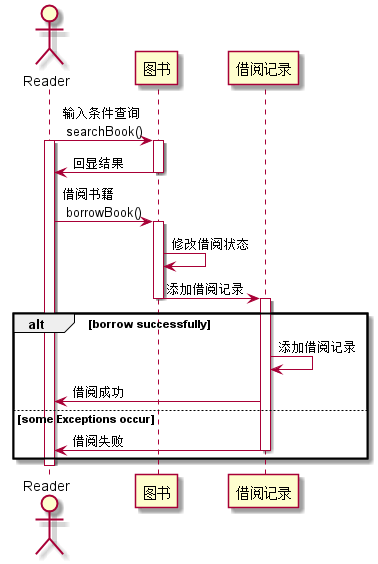 Reader
图书
借阅记录
输入条件查询
searchBook()
回显结果
借阅书籍
borrowBook()
修改借阅状态
添加借阅记录
alt
[borrow successfully]
添加借阅记录
借阅成功
[some Exceptions occur]
借阅失败
Reader
图书
借阅记录